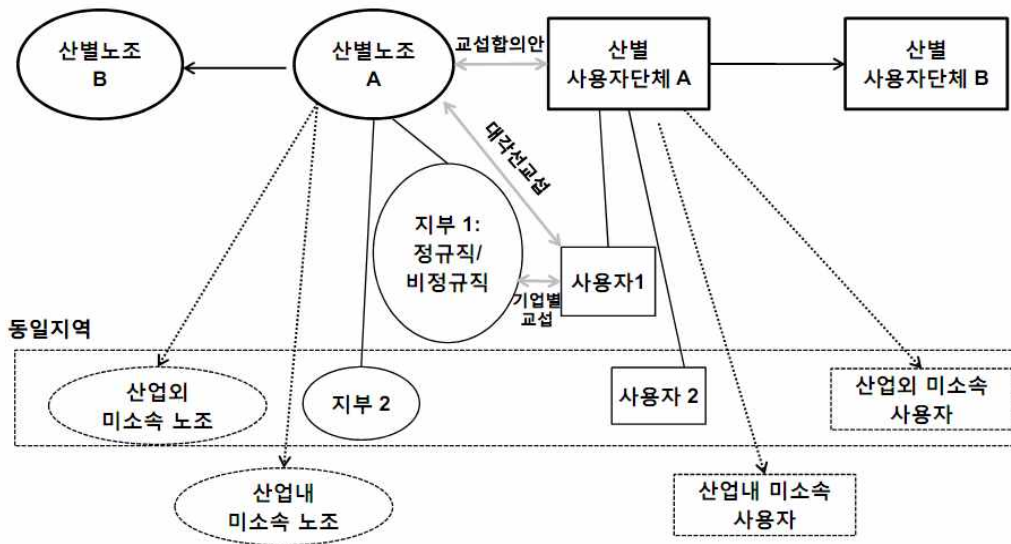 산별노조
B
산별노조
A
교섭합의안
산별
사용자단체 A
산별
사용자단체 B
대각선교섭
지부 1:
정규직/
비정규직
사용자1
기업별
교섭
동일지역
산업외
미소속 노조
지부 2
사용자 2
산업외 미소속
사용자
산업내
미소속 노조
산업내 미소속
사용자